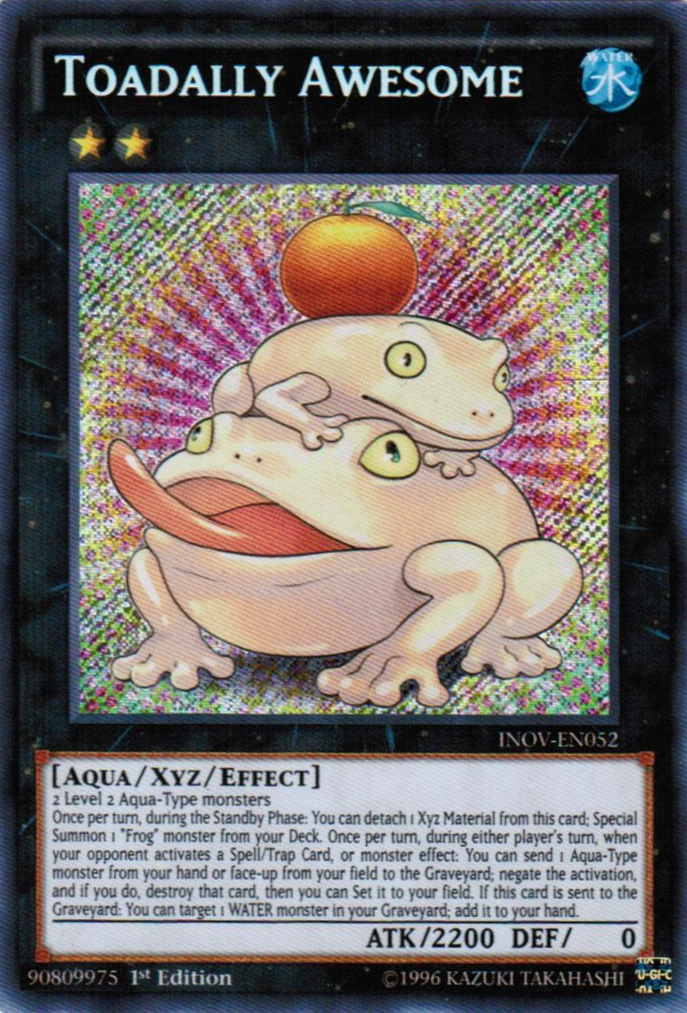 TOADALLY AWESOME
WATER
水
INOV-EN052
[AQUA/XYZ/EFFECT]
2 Level 2 Aqua-Type monsters
Once per turn, during the Standby Phase: You can detach 1 Xyz Material from this card; Special
Summon 1 "Frog" monster from your Deck. Once per turn, during either player's turn, when
your opponent activates a Spell/Trap Card, or monster effect: You can send 1 Aqua-Type
monster from your hand or face-up from your field to the Graveyard; negate the activation,
and if you do, destroy that card, then you can Set it to your field. If this card is sent to the
Graveyard: You can target 1 WATER monster in your Graveyard; add it to your hand.
ATK/2200 DEF/ 0
90809975 1st Edition ©1996 KAZUKI TAKAHASHI